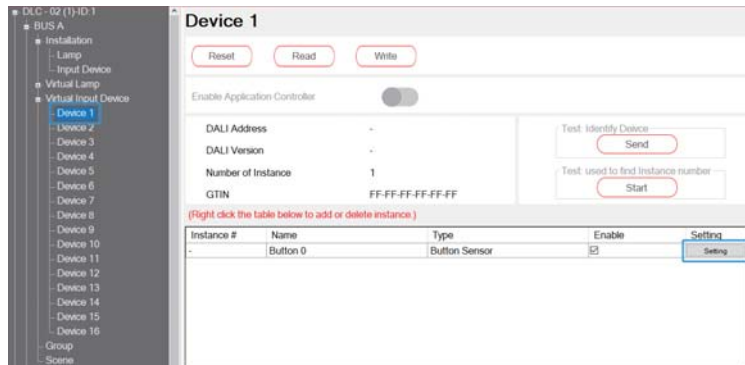 DLC - 02 (1)-ID:1
BUS A
Installation
Lamp
Input Device
Virtual Lamp
Virtual Input Device
Device 1
Device 2
Device 3
Device 4
Device 5
Device 6
Device 7
Device 8
Device 9
Device 10
Device 11
Device 12
Device 13
Device 14
Device 15
Device 16
Group
Scene
Device 1
Reset Read Write
Enable Application Controller
DALI Address -
DALI Version -
Number of Instance 1
GTIN FF-FF-FF-FF-FF-FF
Test: Identify Deivce
Send
Test: used to find Instance number
Start
(Right click the table below to add or delete instance.)
Instance # Name Type Enable Setting
- Button 0 Button Sensor Setting